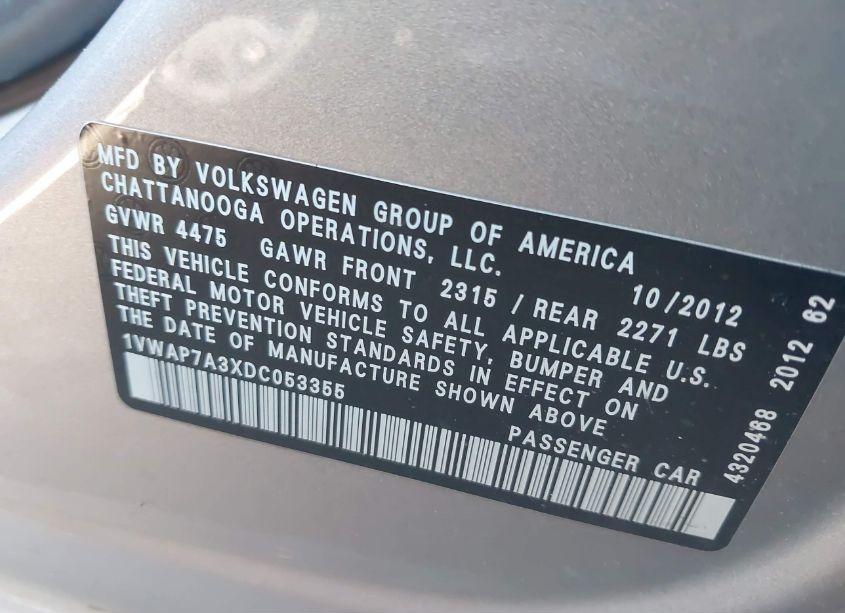 MFD BY VOLKSWAGEN GROUP OF AMERICA
CHATTANOOGA OPERATIONS, LLC. 10/2012
GVWR 4475 GAWR FRONT 2315 / REAR 2271 LBS
THIS VEHICLE CONFORMS TO ALL APPLICABLE U.S.
FEDERAL MOTOR VEHICLE SAFETY, BUMPER AND
THEFT PREVENTION STANDARDS IN EFFECT ON
THE DATE OF MANUFACTURE SHOWN ABOVE
1VWAP7A3XDC053355 PASSENGER CAR
4320468 2012 62